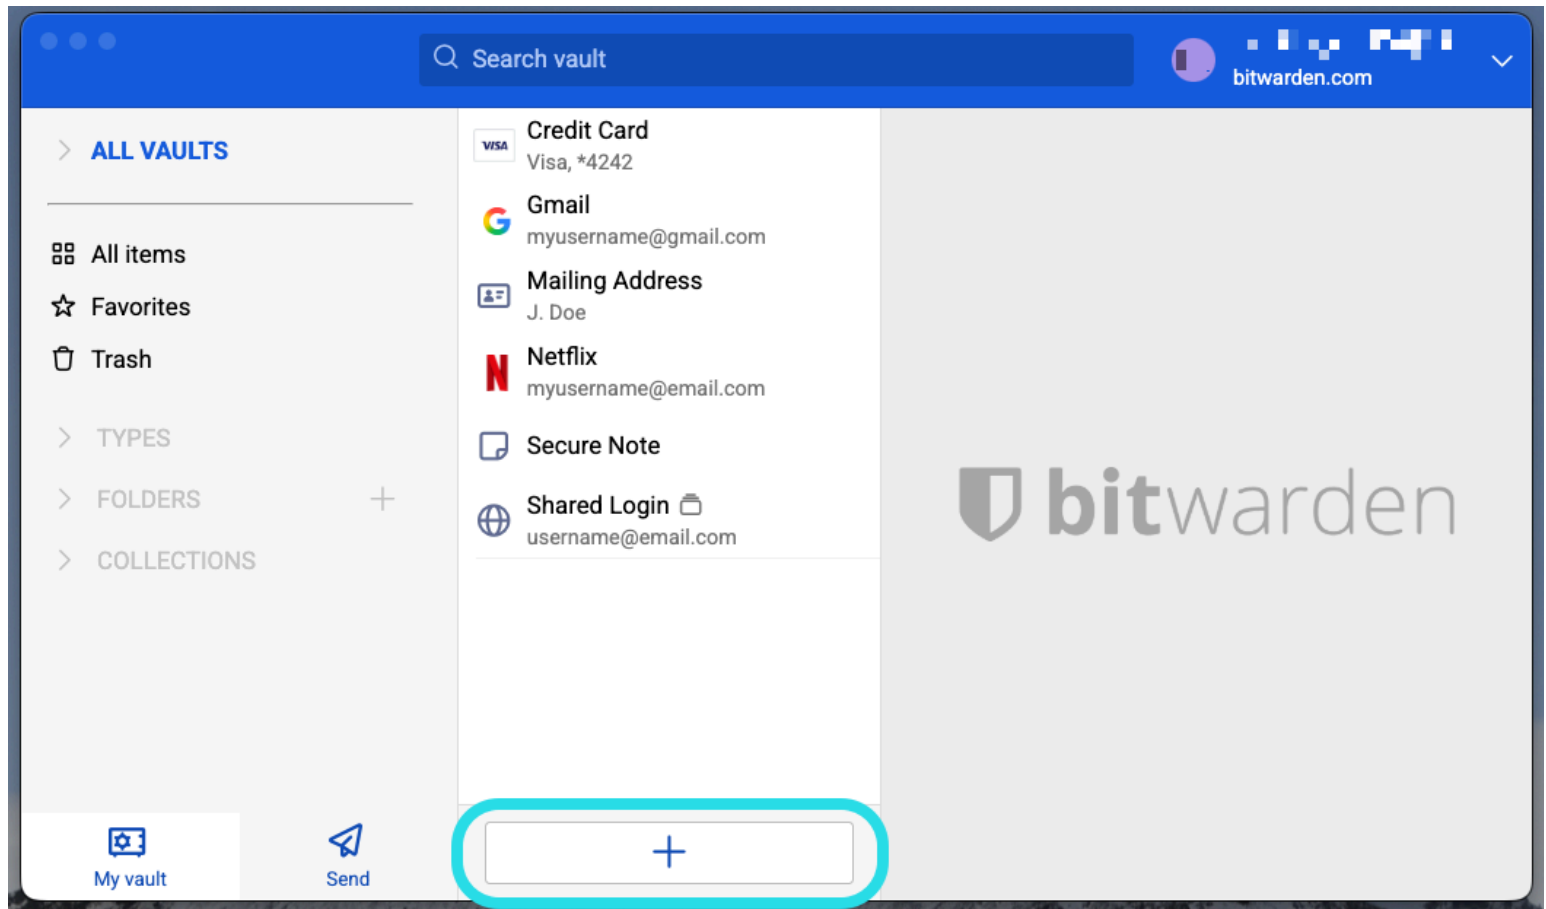 Search vault
bitwarden.com
ALL VAULTS
All items
Favorites
Trash
TYPES
FOLDERS
COLLECTIONS
My vault
Send
VISA
Credit Card
Visa, *4242
Gmail
myusername@gmail.com
Mailing Address
J. Doe
Netflix
myusername@email.com
Secure Note
Shared Login
username@email.com
bitwarden